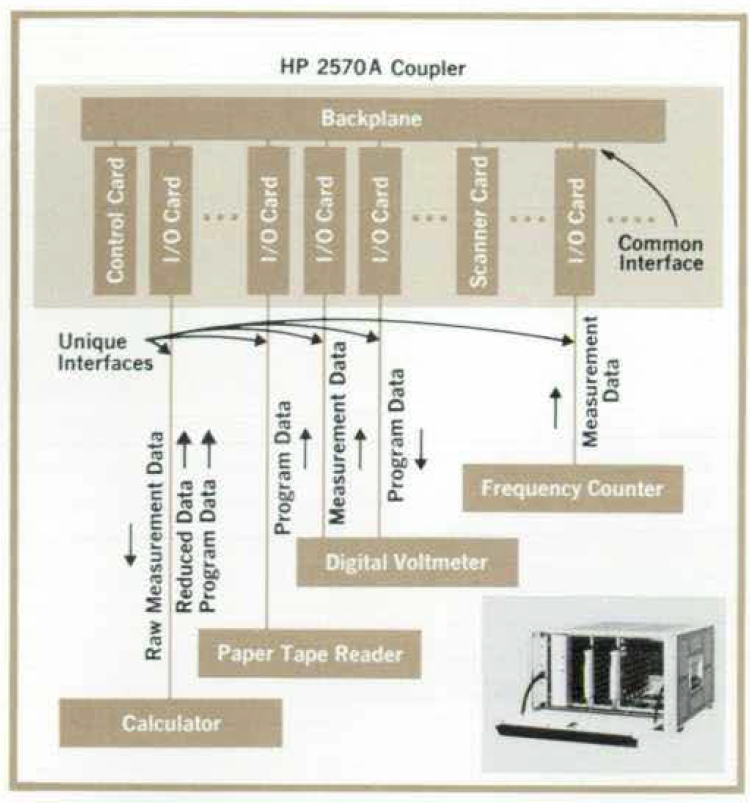 HP 2570A Coupler
Backplane
Control Card
I/O Card
I/O Card
I/O Card
I/O Card
Scanner Card
I/O Card
Common
Interface
Unique
Interfaces
Raw Measurement Data
Reduced Data
Program Data
Program Data
Measurement Data
Program Data
Measurement
Data
Frequency Counter
Digital Voltmeter
Paper Tape Reader
Calculator